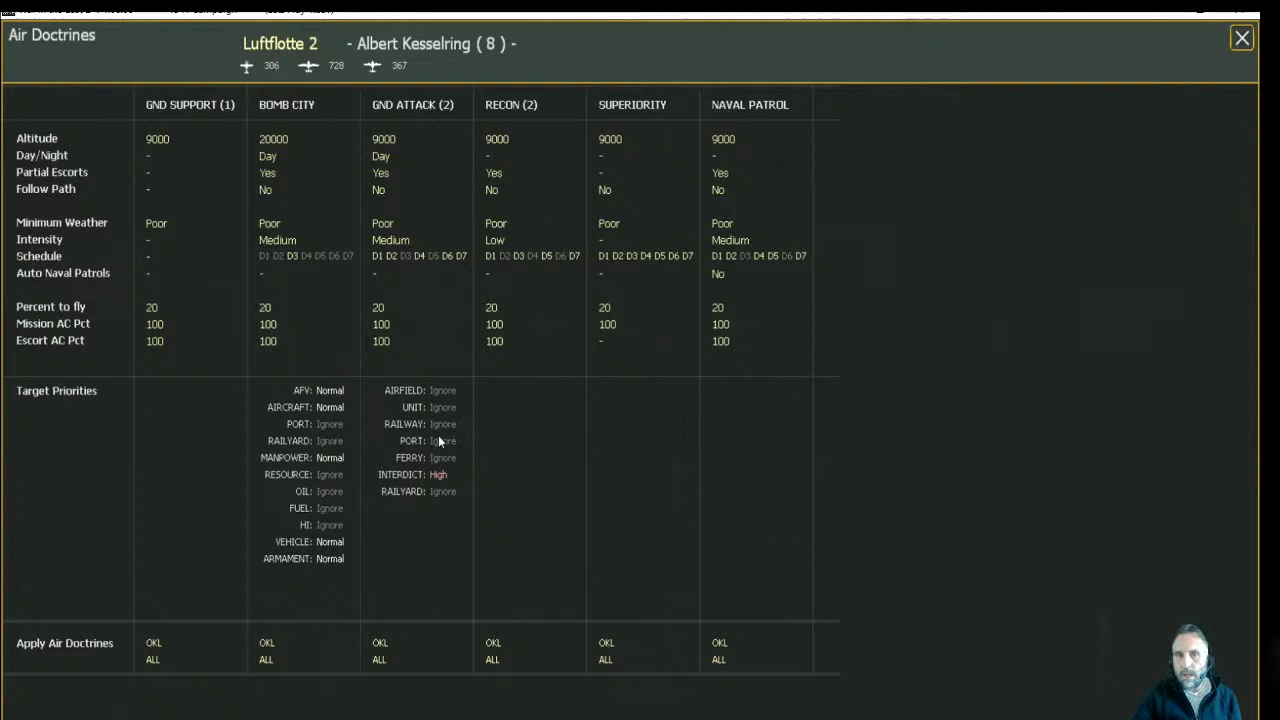 Air Doctrines
Luftflotte 2 - Albert Kesselring ( 8 ) -
306 728 367
GND SUPPORT (1) BOMB CITY GND ATTACK (2) RECON (2) SUPERIORITY NAVAL PATROL
Altitude 9000 20000 9000 9000 9000 9000
Day/Night - Day Day - - -
Partial Escorts - Yes Yes Yes - Yes
Follow Path - No No No No No
Minimum Weather Poor Poor Poor Poor Poor Poor
Intensity - Medium Medium Low - Medium
Schedule - D1 D2 D3 D4 D5 D6 D7 D1 D2 D3 D4 D5 D6 D7 D1 D2 D3 D4 D5 D6 D7 D1 D2 D3 D4 D5 D6 D7 D1 D2 D3 D4 D5 D6 D7
Auto Naval Patrols - - - - - No
Percent to fly 20 20 20 20 20 20
Mission AC Pct 100 100 100 100 100 100
Escort AC Pct 100 100 100 100 - 100
Target Priorities AFV: Normal AIRFIELD: Ignore
AIRCRAFT: Normal UNIT: Ignore
PORT: Ignore RAILWAY: Ignore
RAILYARD: Ignore PORT: Ignore
MANPOWER: Normal FERRY: Ignore
RESOURCE: Ignore INTERDICT: High
OIL: Ignore RAILYARD: Ignore
FUEL: Ignore
HI: Ignore
VEHICLE: Normal
ARMAMENT: Normal
Apply Air Doctrines OKL OKL OKL OKL OKL OKL
ALL ALL ALL ALL ALL ALL